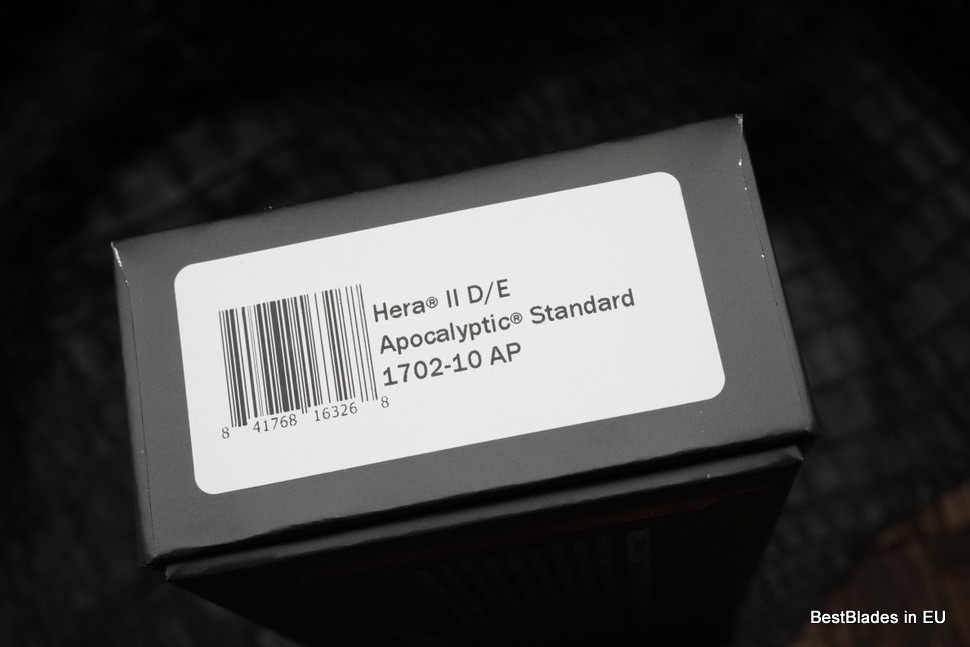 Hera® II D/E
Apocalyptic® Standard
1702-10 AP
8 41768 16326 8
BestBlades in EU